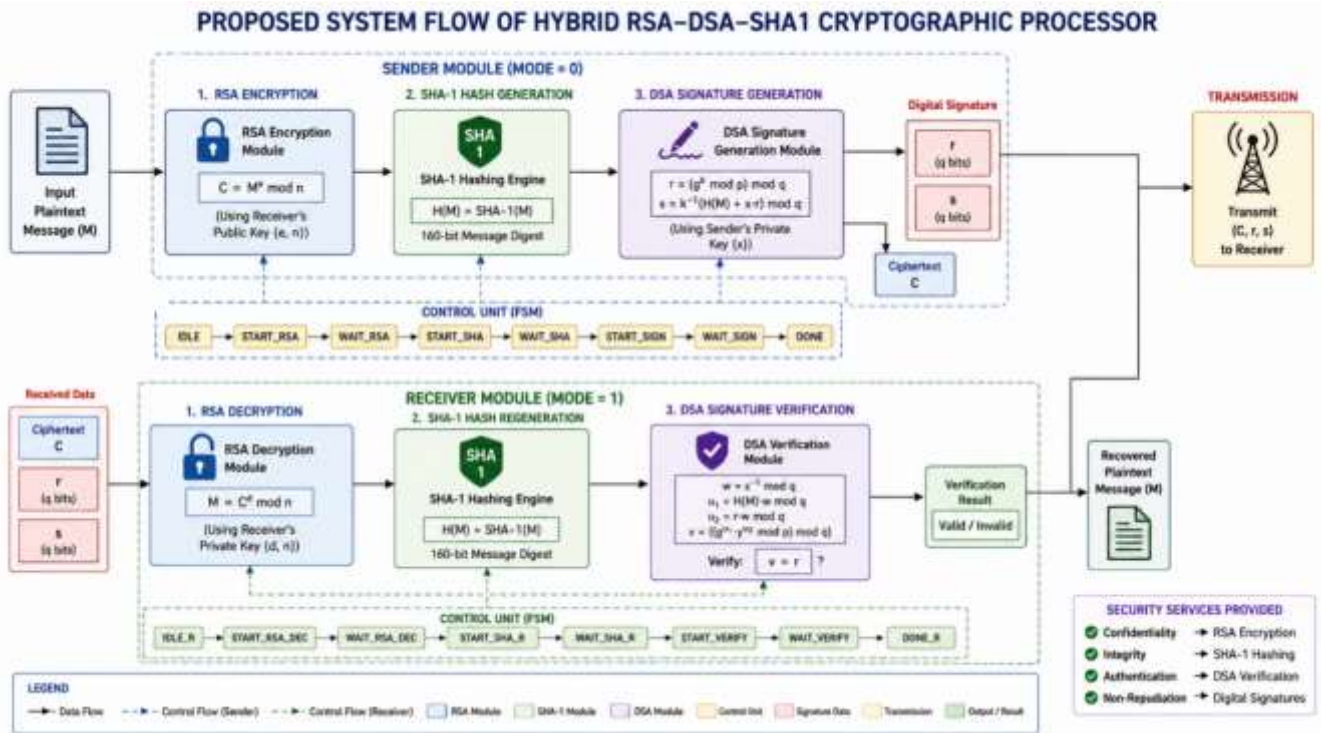 PROPOSED SYSTEM FLOW OF HYBRID RSA–DSA–SHA1 CRYPTOGRAPHIC PROCESSOR
SENDER MODULE (MODE = 0)
Input
Plaintext
Message (M)
1. RSA ENCRYPTION
RSA Encryption
Module
C = Mᵉ mod n
(Using Receiver's
Public Key (e, n))
2. SHA-1 HASH GENERATION
SHA
1
SHA-1 Hashing Engine
H(M) = SHA-1(M)
160-bit Message Digest
3. DSA SIGNATURE GENERATION
DSA Signature
Generation Module
mod p) mod q
s = k⁻¹(H(M) + x·r) mod q
(Using Sender's Private
Key (x))
Digital Signature
r
(q bits)
s
(q bits)
Ciphertext
C
TRANSMISSION
Transmit
(C, r, s)
to Receiver
CONTROL UNIT (FSM)
IDLE
START_RSA
WAIT_RSA
START_SHA
WAIT_SHA
START_SIGN
WAIT_SIGN
DONE
Received Data
Ciphertext
C
r
(q bits)
s
(q bits)
RECEIVER MODULE (MODE = 1)
1. RSA DECRYPTION
RSA Decryption
Module
M = Cᵈ mod n
(Using Receiver's
Private Key (d, n))
2. SHA-1 HASH REGENERATION
SHA
1
SHA-1 Hashing Engine
H(M) = SHA-1(M)
160-bit Message Digest
3. DSA SIGNATURE VERIFICATION
DSA Verification
Module
mod q
u₁ = H(M)·w mod q
u₂ = r·w mod q
mod p) mod q)
Verify: v = r ?
Verification
Result
Valid / Invalid
Recovered
Plaintext
Message (M)
CONTROL UNIT (FSM)
IDLE_R
START_RSA_DEC
WAIT_RSA_DEC
START_SHA_R
WAIT_SHA_R
START_VERIFY
WAIT_VERIFY
DONE_R
SECURITY SERVICES PROVIDED
Confidentiality → RSA Encryption
Integrity → SHA-1 Hashing
Authentication → DSA Verification
Non-Repudiation → Digital Signatures
LEGEND
Data Flow
Control Flow (Sender)
Control Flow (Receiver)
RSA Module
SHA-1 Module
DSA Module
Control Unit
Signature Data
Transmission
Output / Result